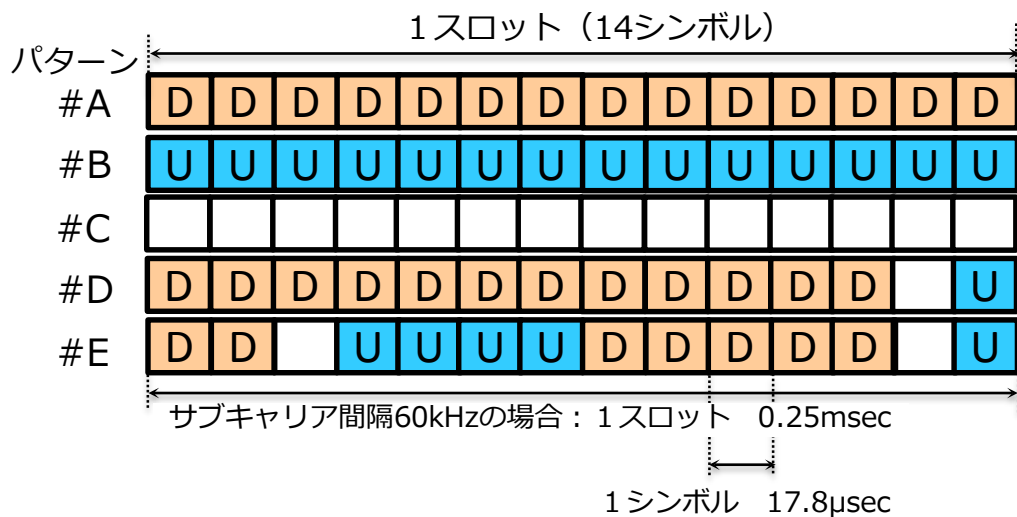 1スロット（14シンボル）
パターン
#A D D D D D D D D D D D D D D
#B U U U U U U U U U U U U U U
#C
#D D D D D D D D D D D D D U
#E D D U U U U D D D D D U
サブキャリア間隔60kHzの場合：1スロット 0.25msec
1シンボル 17.8μsec